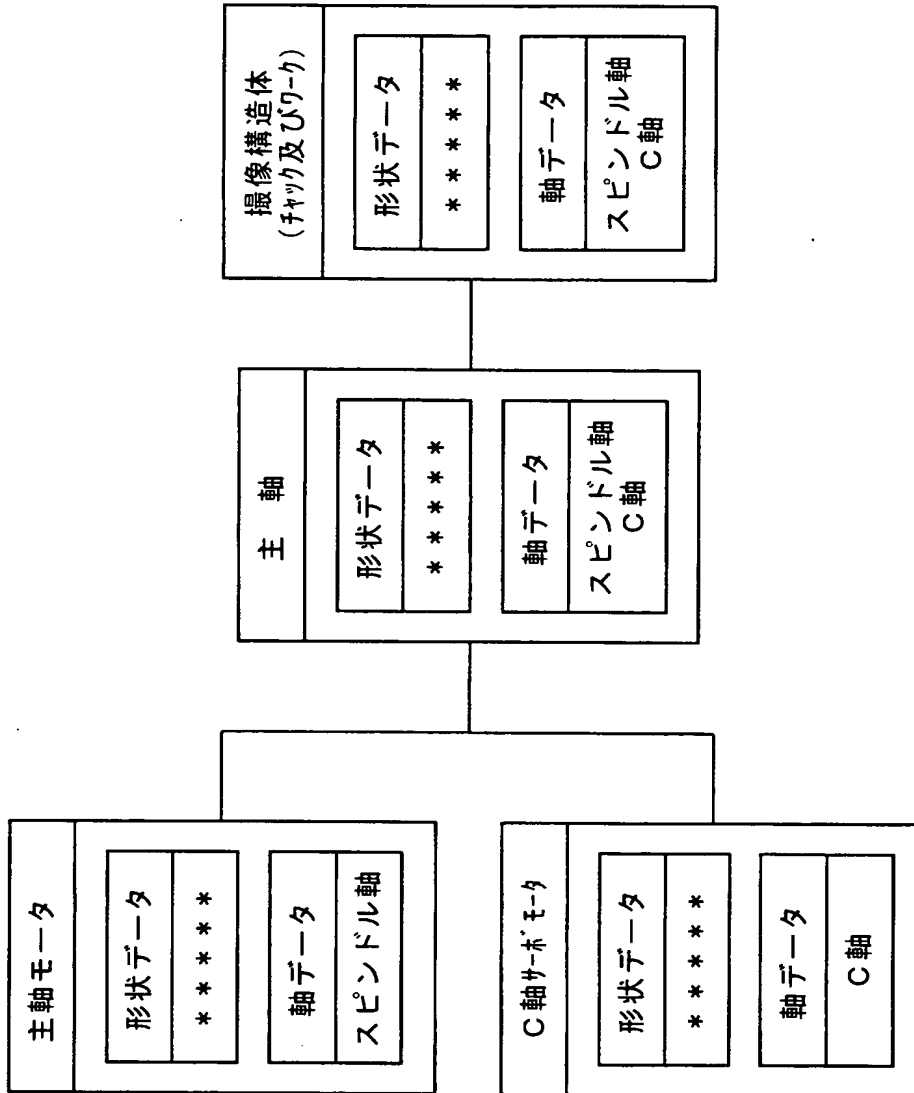 主軸モータ
形状データ
*****
軸データ
スピンドル軸
C軸サーボモータ
形状データ
*****
軸データ
C軸
主 軸
形状データ
*****
軸データ
スピンドル軸
C軸
撮像構造体
(チャック及びワーク)
形状データ
*****
軸データ
スピンドル軸
C軸